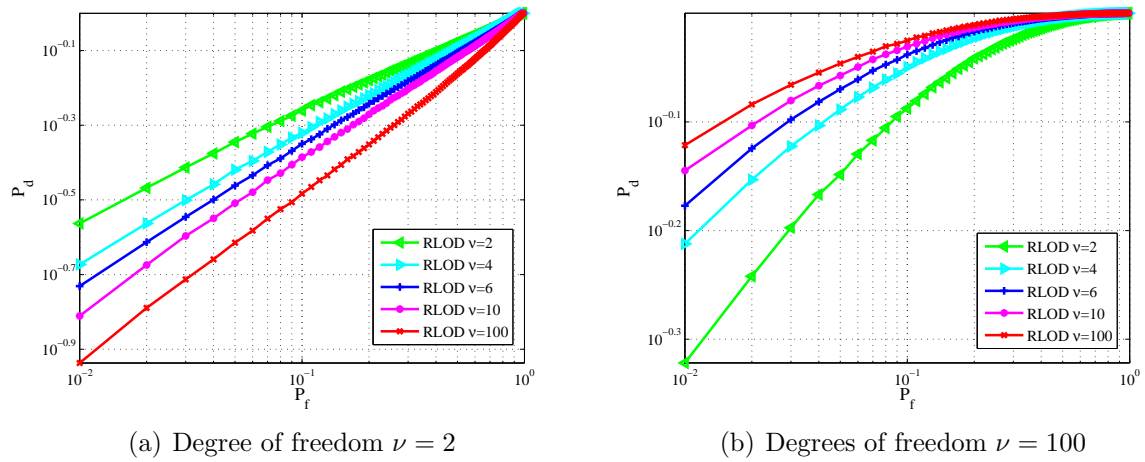 10^−0.1
10^−0.3
10^−0.5
10^−0.7
10^−0.9
P_d
10^−2
10^−1
10^0
P_f
RLOD ν=2
RLOD ν=4
RLOD ν=6
RLOD ν=10
RLOD ν=100
(a) Degree of freedom ν = 2
10^−0.1
10^−0.2
10^−0.3
P_d
10^−2
10^−1
10^0
P_f
RLOD ν=2
RLOD ν=4
RLOD ν=6
RLOD ν=10
RLOD ν=100
(b) Degrees of freedom ν = 100